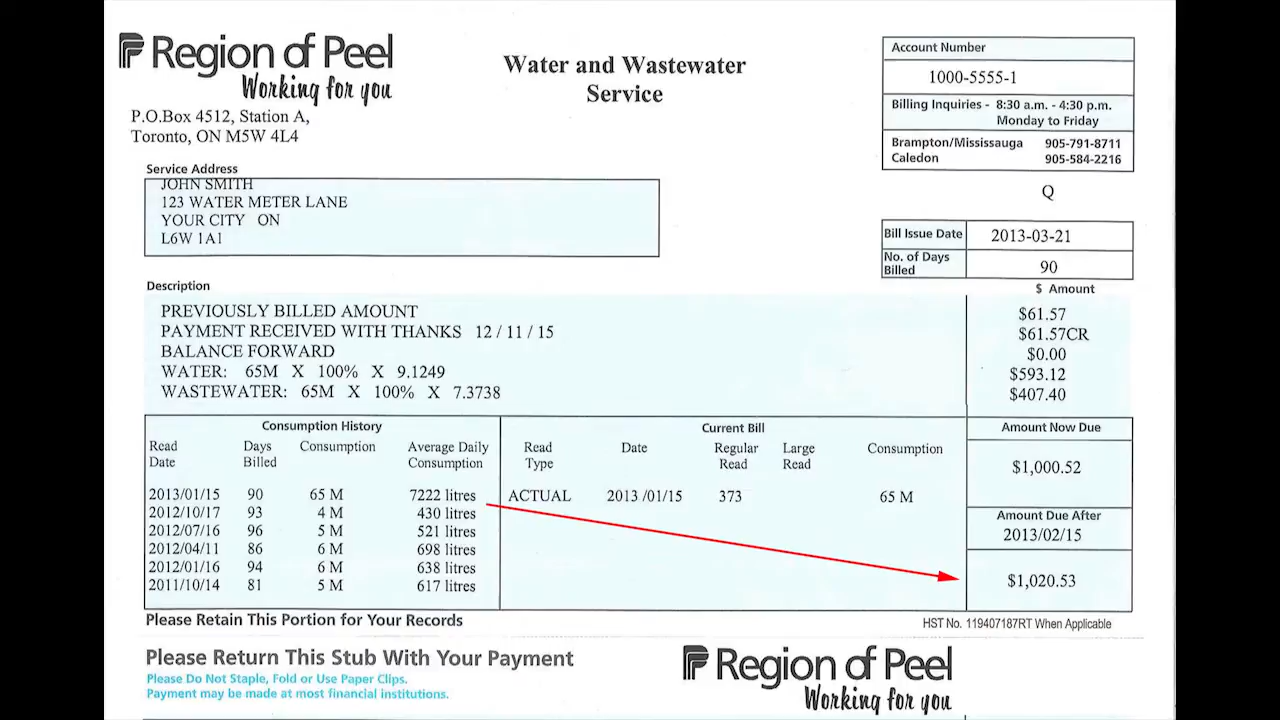 Region of Peel
Working for you
P.O.Box 4512, Station A,
Toronto, ON M5W 4L4
Water and Wastewater
Service
Account Number
1000-5555-1
Billing Inquiries - 8:30 a.m. - 4:30 p.m.
Monday to Friday
Brampton/Mississauga 905-791-8711
Caledon 905-584-2216
Q
Service Address
JOHN SMITH
123 WATER METER LANE
YOUR CITY ON
L6W 1A1
Bill Issue Date 2013-03-21
No. of Days
Billed 90
Description $ Amount
PREVIOUSLY BILLED AMOUNT $61.57
PAYMENT RECEIVED WITH THANKS 12 / 11 / 15 $61.57CR
BALANCE FORWARD $0.00
WATER: 65M X 100% X 9.1249 $593.12
WASTEWATER: 65M X 100% X 7.3738 $407.40
Consumption History
Read Days Consumption Average Daily
Date Billed Consumption
2013/01/15 90 65 M 7222 litres
2012/10/17 93 4 M 430 litres
2012/07/16 96 5 M 521 litres
2012/04/11 86 6 M 698 litres
2012/01/16 94 6 M 638 litres
2011/10/14 81 5 M 617 litres
Current Bill
Read Date Regular Large Consumption
Type Read Read
ACTUAL 2013 /01/15 373 65 M
Amount Now Due
$1,000.52
Amount Due After
2013/02/15
$1,020.53
Please Retain This Portion for Your Records
HST No. 119407187RT When Applicable
Please Return This Stub With Your Payment
Please Do Not Staple, Fold or Use Paper Clips.
Payment may be made at most financial institutions.
Region of Peel
Working for you